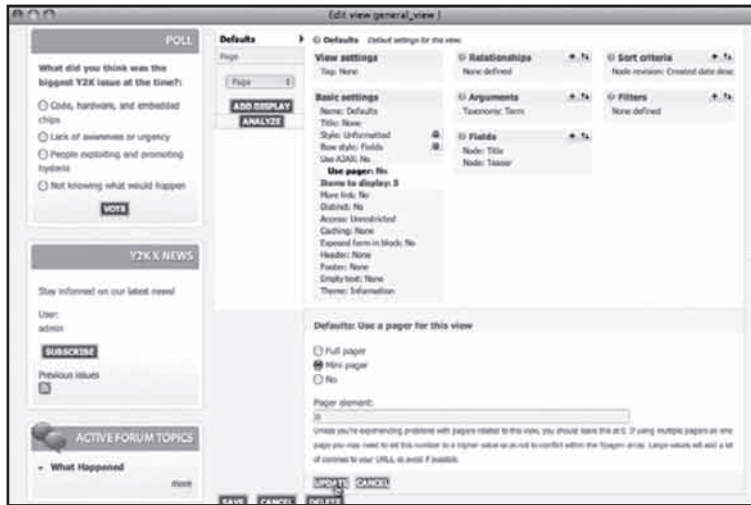 Edit view general_view |
POLL
What did you think was the
biggest Y2K issue at the time?:
Code, hardware, and embedded
chips
Lack of awareness or urgency
People exploiting and promoting
hysteria
Not knowing what would happen
VOTE
Y2K X NEWS
Stay informed on our latest news!
User:
admin
SUBSCRIBE
Previous issues
ACTIVE FORUM TOPICS
What Happened
more
Defaults
Page
Page
ADD DISPLAY
ANALYZE
Defaults Default settings for this view.
View settings
Tag: None
Basic settings
Name: Defaults
Title: None
Style: Unformatted
Row style: Fields
Use AJAX: No
Use pager: No
Items to display: 5
More link: No
Distinct: No
Access: Unrestricted
Caching: None
Exposed form in block: No
Header: None
Footer: None
Empty text: None
Theme: Information
Relationships
None defined
Arguments
Taxonomy: Term
Fields
Node: Title
Node: Teaser
Sort criteria
Node revision: Created date desc
Filters
None defined
Defaults: Use a pager for this view
Full pager
Mini pager
No
Pager element:
0
Unless you're experiencing problems with pagers related to this view, you should leave this at 0. If using multiple pagers on one
page you may need to set this number to a higher value so as not to conflict within the $pager array. Large values will add a lot
of commas to your URLs, so avoid if possible.
UPDATE CANCEL
SAVE CANCEL DELETE